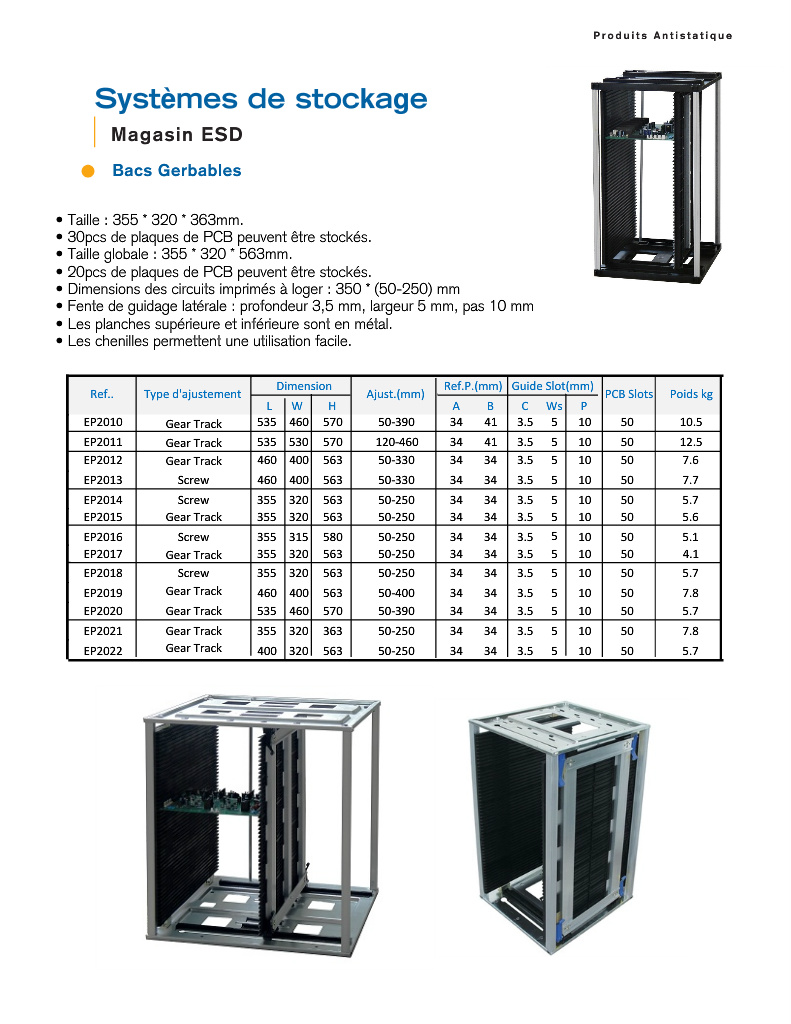 Produits Antistatique
Systèmes de stockage
Magasin ESD
● Bacs Gerbables
• Taille : 355 * 320 * 363mm.
• 30pcs de plaques de PCB peuvent être stockés.
• Taille globale : 355 * 320 * 563mm.
• 20pcs de plaques de PCB peuvent être stockés.
• Dimensions des circuits imprimés à loger : 350 * (50-250) mm
• Fente de guidage latérale : profondeur 3,5 mm, largeur 5 mm, pas 10 mm
• Les planches supérieure et inférieure sont en métal.
• Les chenilles permettent une utilisation facile.
Ref.. Type d'ajustement Dimension Ajust.(mm) Ref.P.(mm) Guide Slot(mm) PCB Slots Poids kg
L W H A B C Ws P
EP2010 Gear Track 535 460 570 50-390 34 41 3.5 5 10 50 10.5
EP2011 Gear Track 535 530 570 120-460 34 41 3.5 5 10 50 12.5
EP2012 Gear Track 460 400 563 50-330 34 34 3.5 5 10 50 7.6
EP2013 Screw 460 400 563 50-330 34 34 3.5 5 10 50 7.7
EP2014 Screw 355 320 563 50-250 34 34 3.5 5 10 50 5.7
EP2015 Gear Track 355 320 563 50-250 34 34 3.5 5 10 50 5.6
EP2016 Screw 355 315 580 50-250 34 34 3.5 5 10 50 5.1
EP2017 Gear Track 355 320 563 50-250 34 34 3.5 5 10 50 4.1
EP2018 Screw 355 320 563 50-250 34 34 3.5 5 10 50 5.7
EP2019 Gear Track 460 400 563 50-400 34 34 3.5 5 10 50 7.8
EP2020 Gear Track 535 460 570 50-390 34 34 3.5 5 10 50 5.7
EP2021 Gear Track 355 320 363 50-250 34 34 3.5 5 10 50 7.8
EP2022 Gear Track 400 320 563 50-250 34 34 3.5 5 10 50 5.7